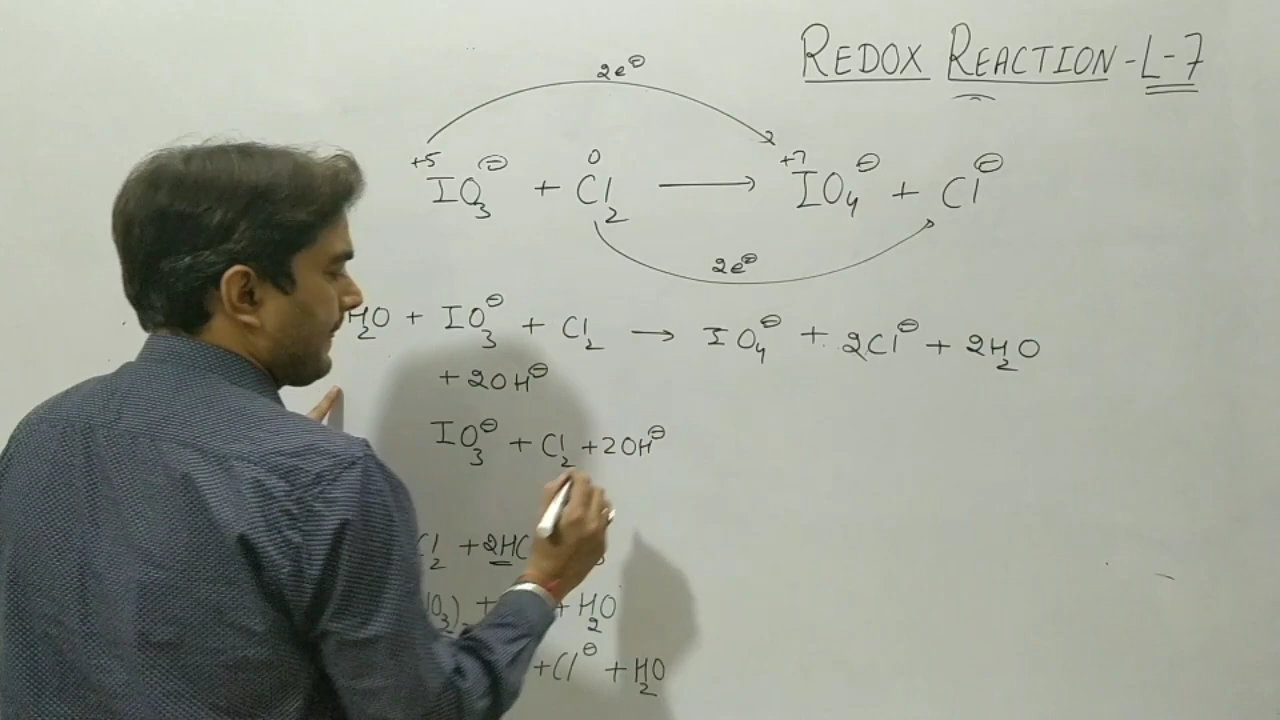 REDOX REACTION-L-7
2e⊖
+5 0 +7
IO₃⊖ + Cl₂ ⟶ IO₄⊖ + Cl⊖
2e⊖
H₂O + IO₃⊖ + Cl₂ ⟶ IO₄⊖ + 2Cl⊖ + 2H₂O
+ 2OH⊖
IO₃⊖ + Cl₂ + 2OH⊖
Cl₂ + 2H
+ H₂O
+Cl⊖ + H₂O